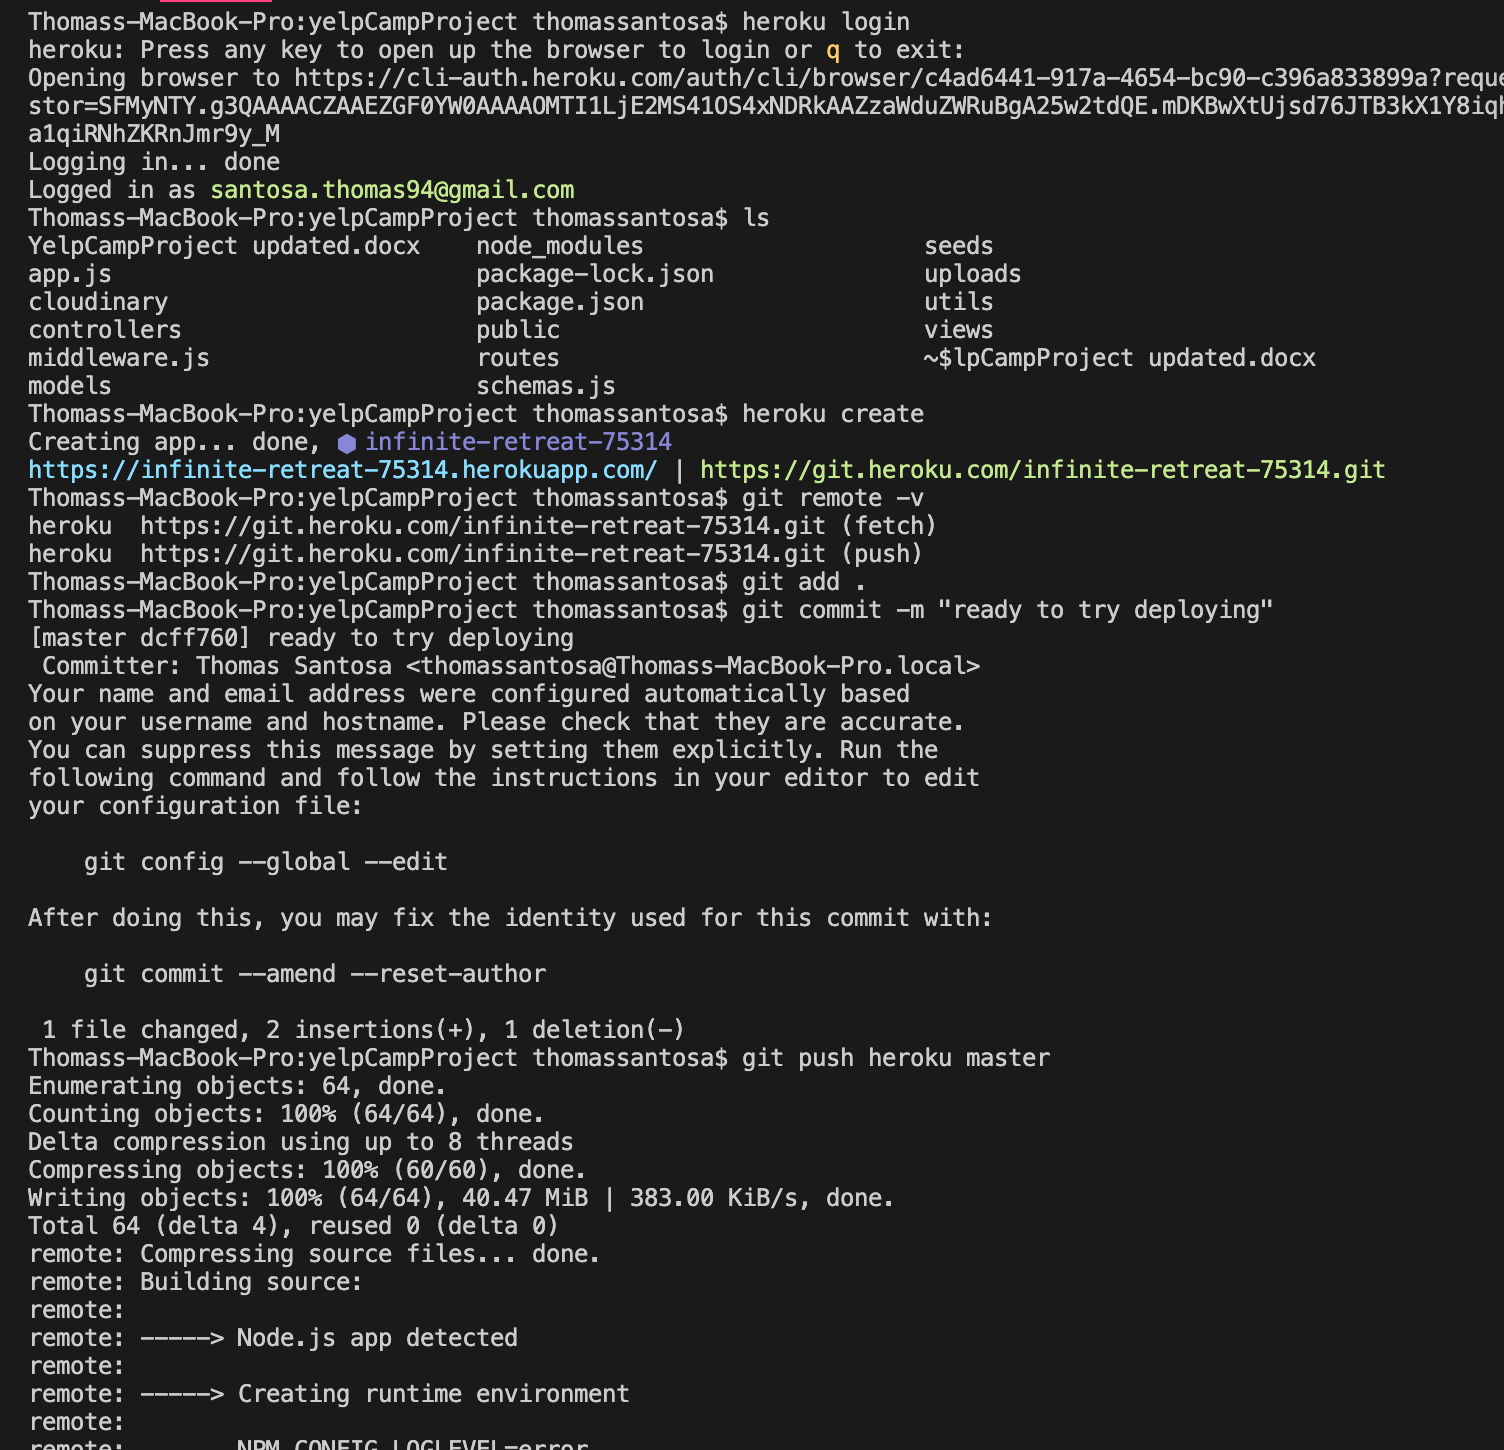 Thomass-MacBook-Pro:yelpCampProject thomassantosa$ heroku login
heroku: Press any key to open up the browser to login or q to exit:
Opening browser to https://cli-auth.heroku.com/auth/cli/browser/c4ad6441-917a-4654-bc90-c396a833899a?reque
stor=SFMyNTY.g3QAAAACZAAEZGF0YW0AAAAOMTI1LjE2MS41OS4xNDRkAAZzaWduZWRuBgA25w2tdQE.mDKBwXtUjsd76JTB3kX1Y8iqh
a1qiRNhZKRnJmr9y_M
Logging in... done
Logged in as santosa.thomas94@gmail.com
Thomass-MacBook-Pro:yelpCampProject thomassantosa$ ls
YelpCampProject updated.docx    node_modules                    seeds
app.js                          package-lock.json               uploads
cloudinary                      package.json                    utils
controllers                     public                          views
middleware.js                   routes                          ~$lpCampProject updated.docx
models                          schemas.js
Thomass-MacBook-Pro:yelpCampProject thomassantosa$ heroku create
Creating app... done, ⬢ infinite-retreat-75314
https://infinite-retreat-75314.herokuapp.com/ | https://git.heroku.com/infinite-retreat-75314.git
Thomass-MacBook-Pro:yelpCampProject thomassantosa$ git remote -v
heroku  https://git.heroku.com/infinite-retreat-75314.git (fetch)
heroku  https://git.heroku.com/infinite-retreat-75314.git (push)
Thomass-MacBook-Pro:yelpCampProject thomassantosa$ git add .
Thomass-MacBook-Pro:yelpCampProject thomassantosa$ git commit -m "ready to try deploying"
[master dcff760] ready to try deploying
 Committer: Thomas Santosa <thomassantosa@Thomass-MacBook-Pro.local>
Your name and email address were configured automatically based
on your username and hostname. Please check that they are accurate.
You can suppress this message by setting them explicitly. Run the
following command and follow the instructions in your editor to edit
your configuration file:

    git config --global --edit

After doing this, you may fix the identity used for this commit with:

    git commit --amend --reset-author

 1 file changed, 2 insertions(+), 1 deletion(-)
Thomass-MacBook-Pro:yelpCampProject thomassantosa$ git push heroku master
Enumerating objects: 64, done.
Counting objects: 100% (64/64), done.
Delta compression using up to 8 threads
Compressing objects: 100% (60/60), done.
Writing objects: 100% (64/64), 40.47 MiB | 383.00 KiB/s, done.
Total 64 (delta 4), reused 0 (delta 0)
remote: Compressing source files... done.
remote: Building source:
remote:
remote: -----> Node.js app detected
remote:
remote: -----> Creating runtime environment
remote:
remote:        NPM_CONFIG_LOGLEVEL=error